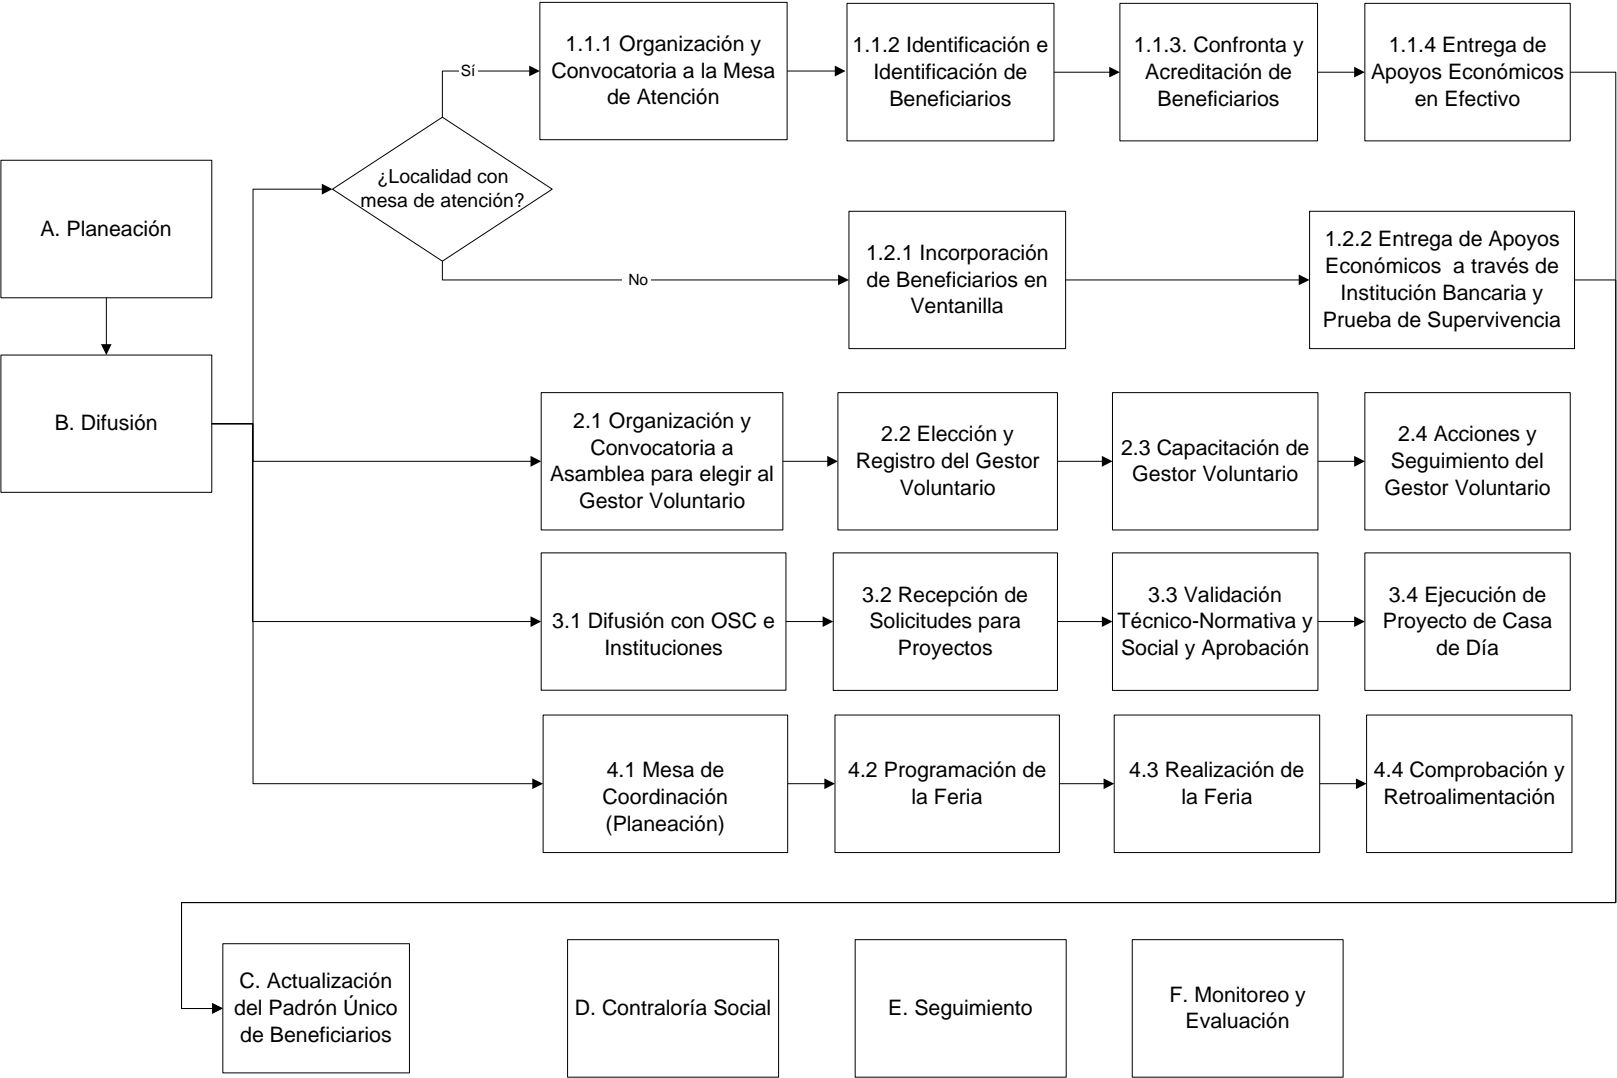 A. Planeación
B. Difusión
¿Localidad con
mesa de atención?
Sí
1.1.1 Organización y
Convocatoria a la Mesa
de Atención
1.1.2 Identificación e
Identificación de
Beneficiarios
1.1.3. Confronta y
Acreditación de
Beneficiarios
1.1.4 Entrega de
Apoyos Económicos
en Efectivo
No
1.2.1 Incorporación
de Beneficiarios en
Ventanilla
1.2.2 Entrega de Apoyos
Económicos a través de
Institución Bancaria y
Prueba de Supervivencia
2.1 Organización y
Convocatoria a
Asamblea para elegir al
Gestor Voluntario
2.2 Elección y
Registro del Gestor
Voluntario
2.3 Capacitación de
Gestor Voluntario
2.4 Acciones y
Seguimiento del
Gestor Voluntario
3.1 Difusión con OSC e
Instituciones
3.2 Recepción de
Solicitudes para
Proyectos
3.3 Validación
Técnico-Normativa y
Social y Aprobación
3.4 Ejecución de
Proyecto de Casa
de Día
4.1 Mesa de
Coordinación
(Planeación)
4.2 Programación de
la Feria
4.3 Realización de
la Feria
4.4 Comprobación y
Retroalimentación
C. Actualización
del Padrón Único
de Beneficiarios
D. Contraloría Social
E. Seguimiento
F. Monitoreo y
Evaluación